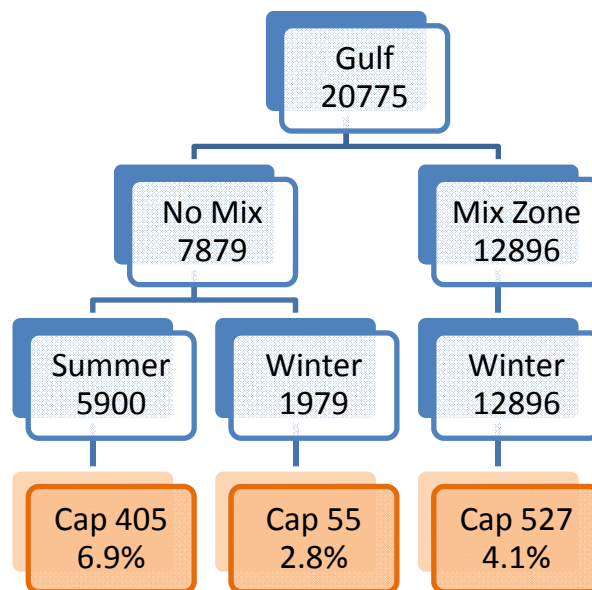 Gulf
20775
No Mix
7879
Mix Zone
12896
Summer
5900
Winter
1979
Winter
12896
Cap 405
6.9%
Cap 55
2.8%
Cap 527
4.1%